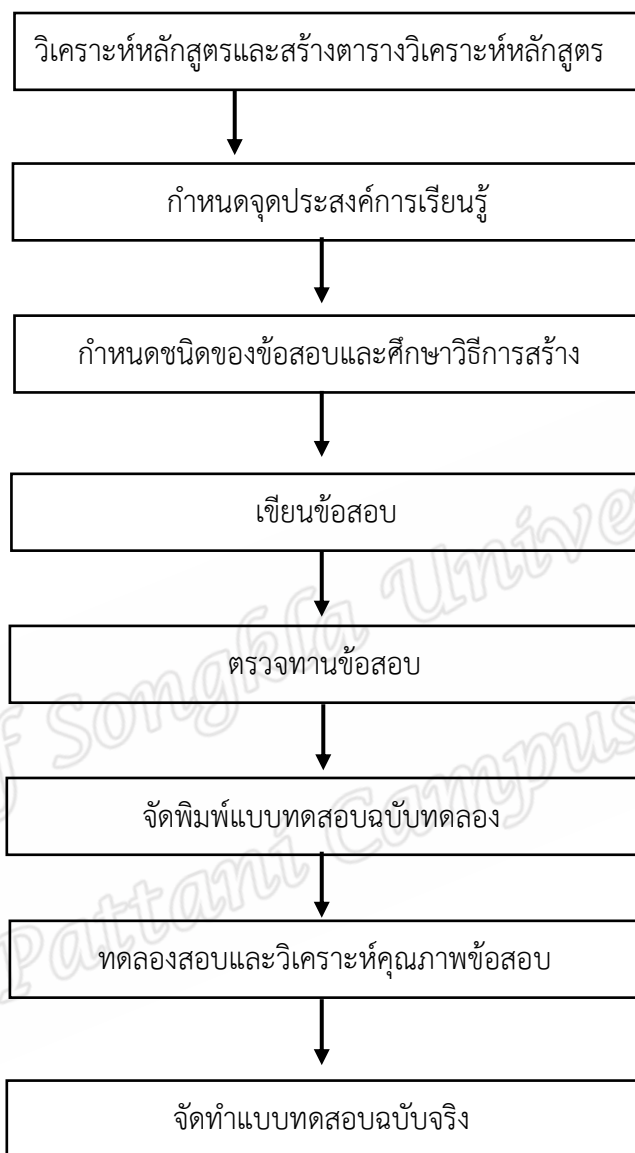 วิเคราะห์หลักสูตรและสร้างตารางวิเคราะห์หลักสูตร
กำหนดจุดประสงค์การเรียนรู้
กำหนดชนิดของข้อสอบและศึกษาวิธีการสร้าง
เขียนข้อสอบ
ตรวจทานข้อสอบ
จัดพิมพ์แบบทดสอบฉบับทดลอง
ทดลองสอบและวิเคราะห์คุณภาพข้อสอบ
จัดทำแบบทดสอบฉบับจริง
f Songkla Unive
Pattani Campus